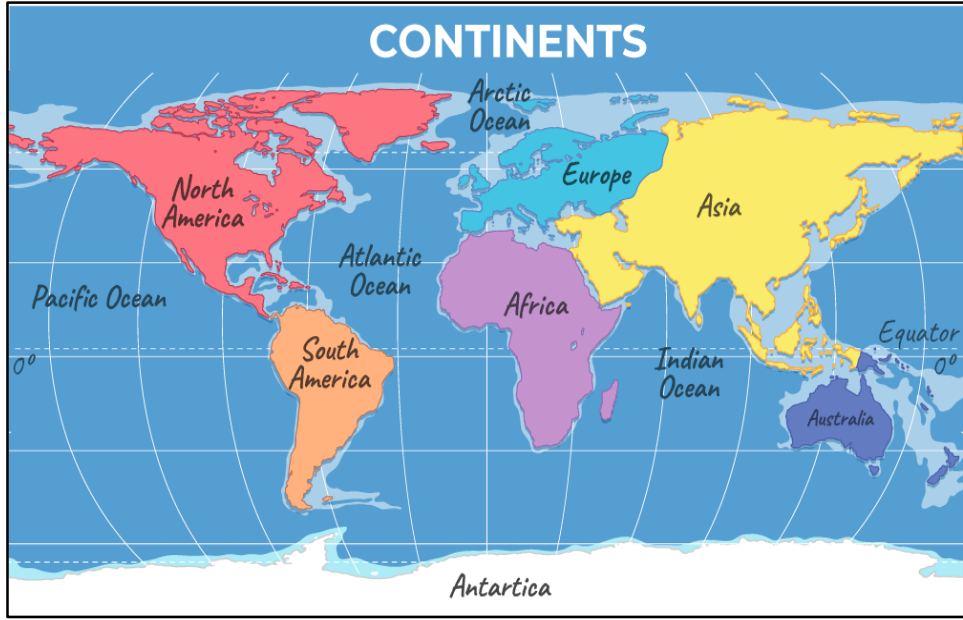 CONTINENTS
Arctic
Ocean
North
America
Europe
Asia
Atlantic
Ocean
Pacific Ocean
Africa
Equator
0°
0°
South
America
Indian
Ocean
Australia
Antartica